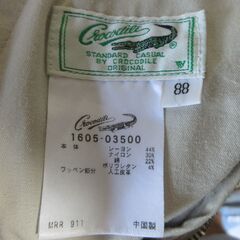 Crocodile
STANDARD CASUAL
BY CROCODILE
ORIGINAL
W
88
Crocodile
1605-03500
本体 レーヨン 44%
ナイロン 30%
綿 22%
ポリウレタン 4%
ワッペン部分 人工皮革
MRR 911 中国製